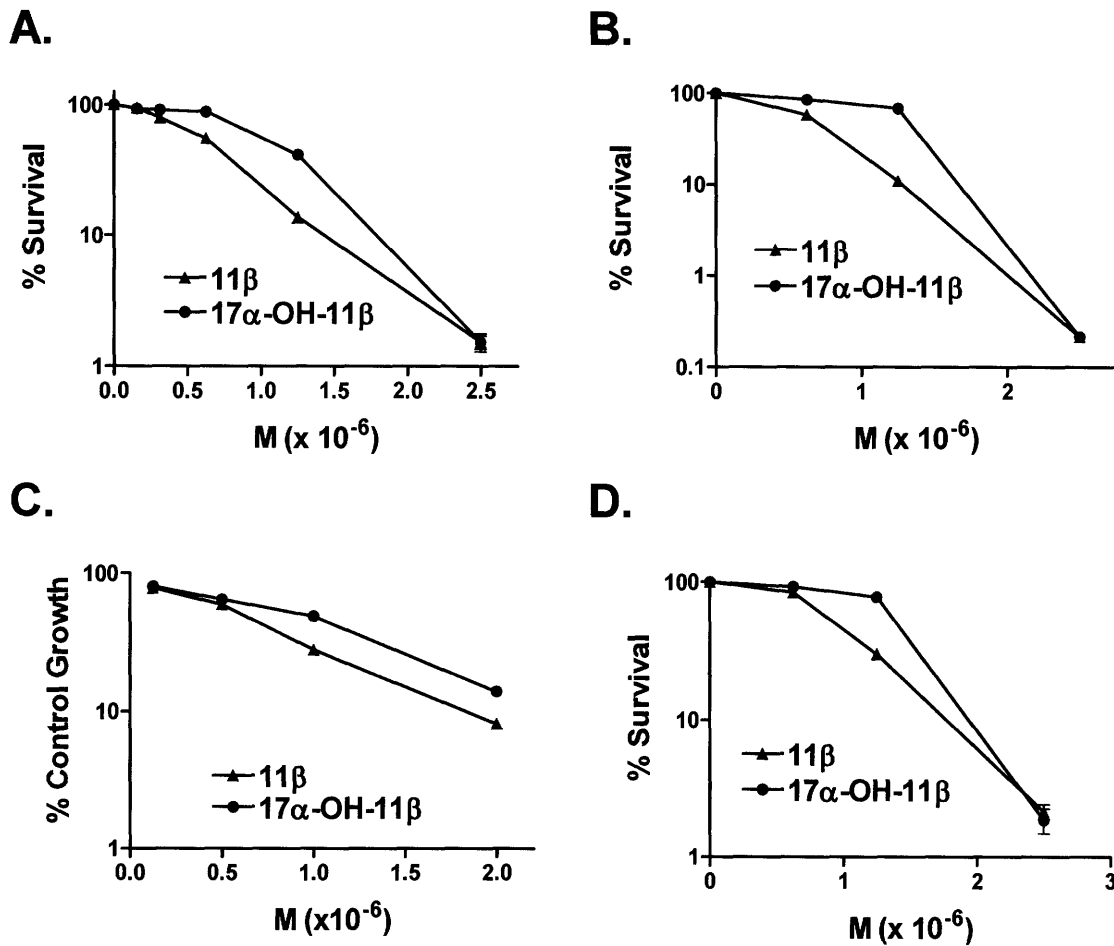 A.
100
10
1
% Survival
11β
17α-OH-11β
0.0 0.5 1.0 1.5 2.0 2.5
M (x 10⁻⁶)
B.
100
10
1
0.1
% Survival
11β
17α-OH-11β
0 1 2
M (x 10⁻⁶)
C.
100
10
1
% Control Growth
11β
17α-OH-11β
0.0 0.5 1.0 1.5 2.0
M (x10⁻⁶)
D.
100
10
1
% Survival
11β
17α-OH-11β
0 1 2 3
M (x 10⁻⁶)